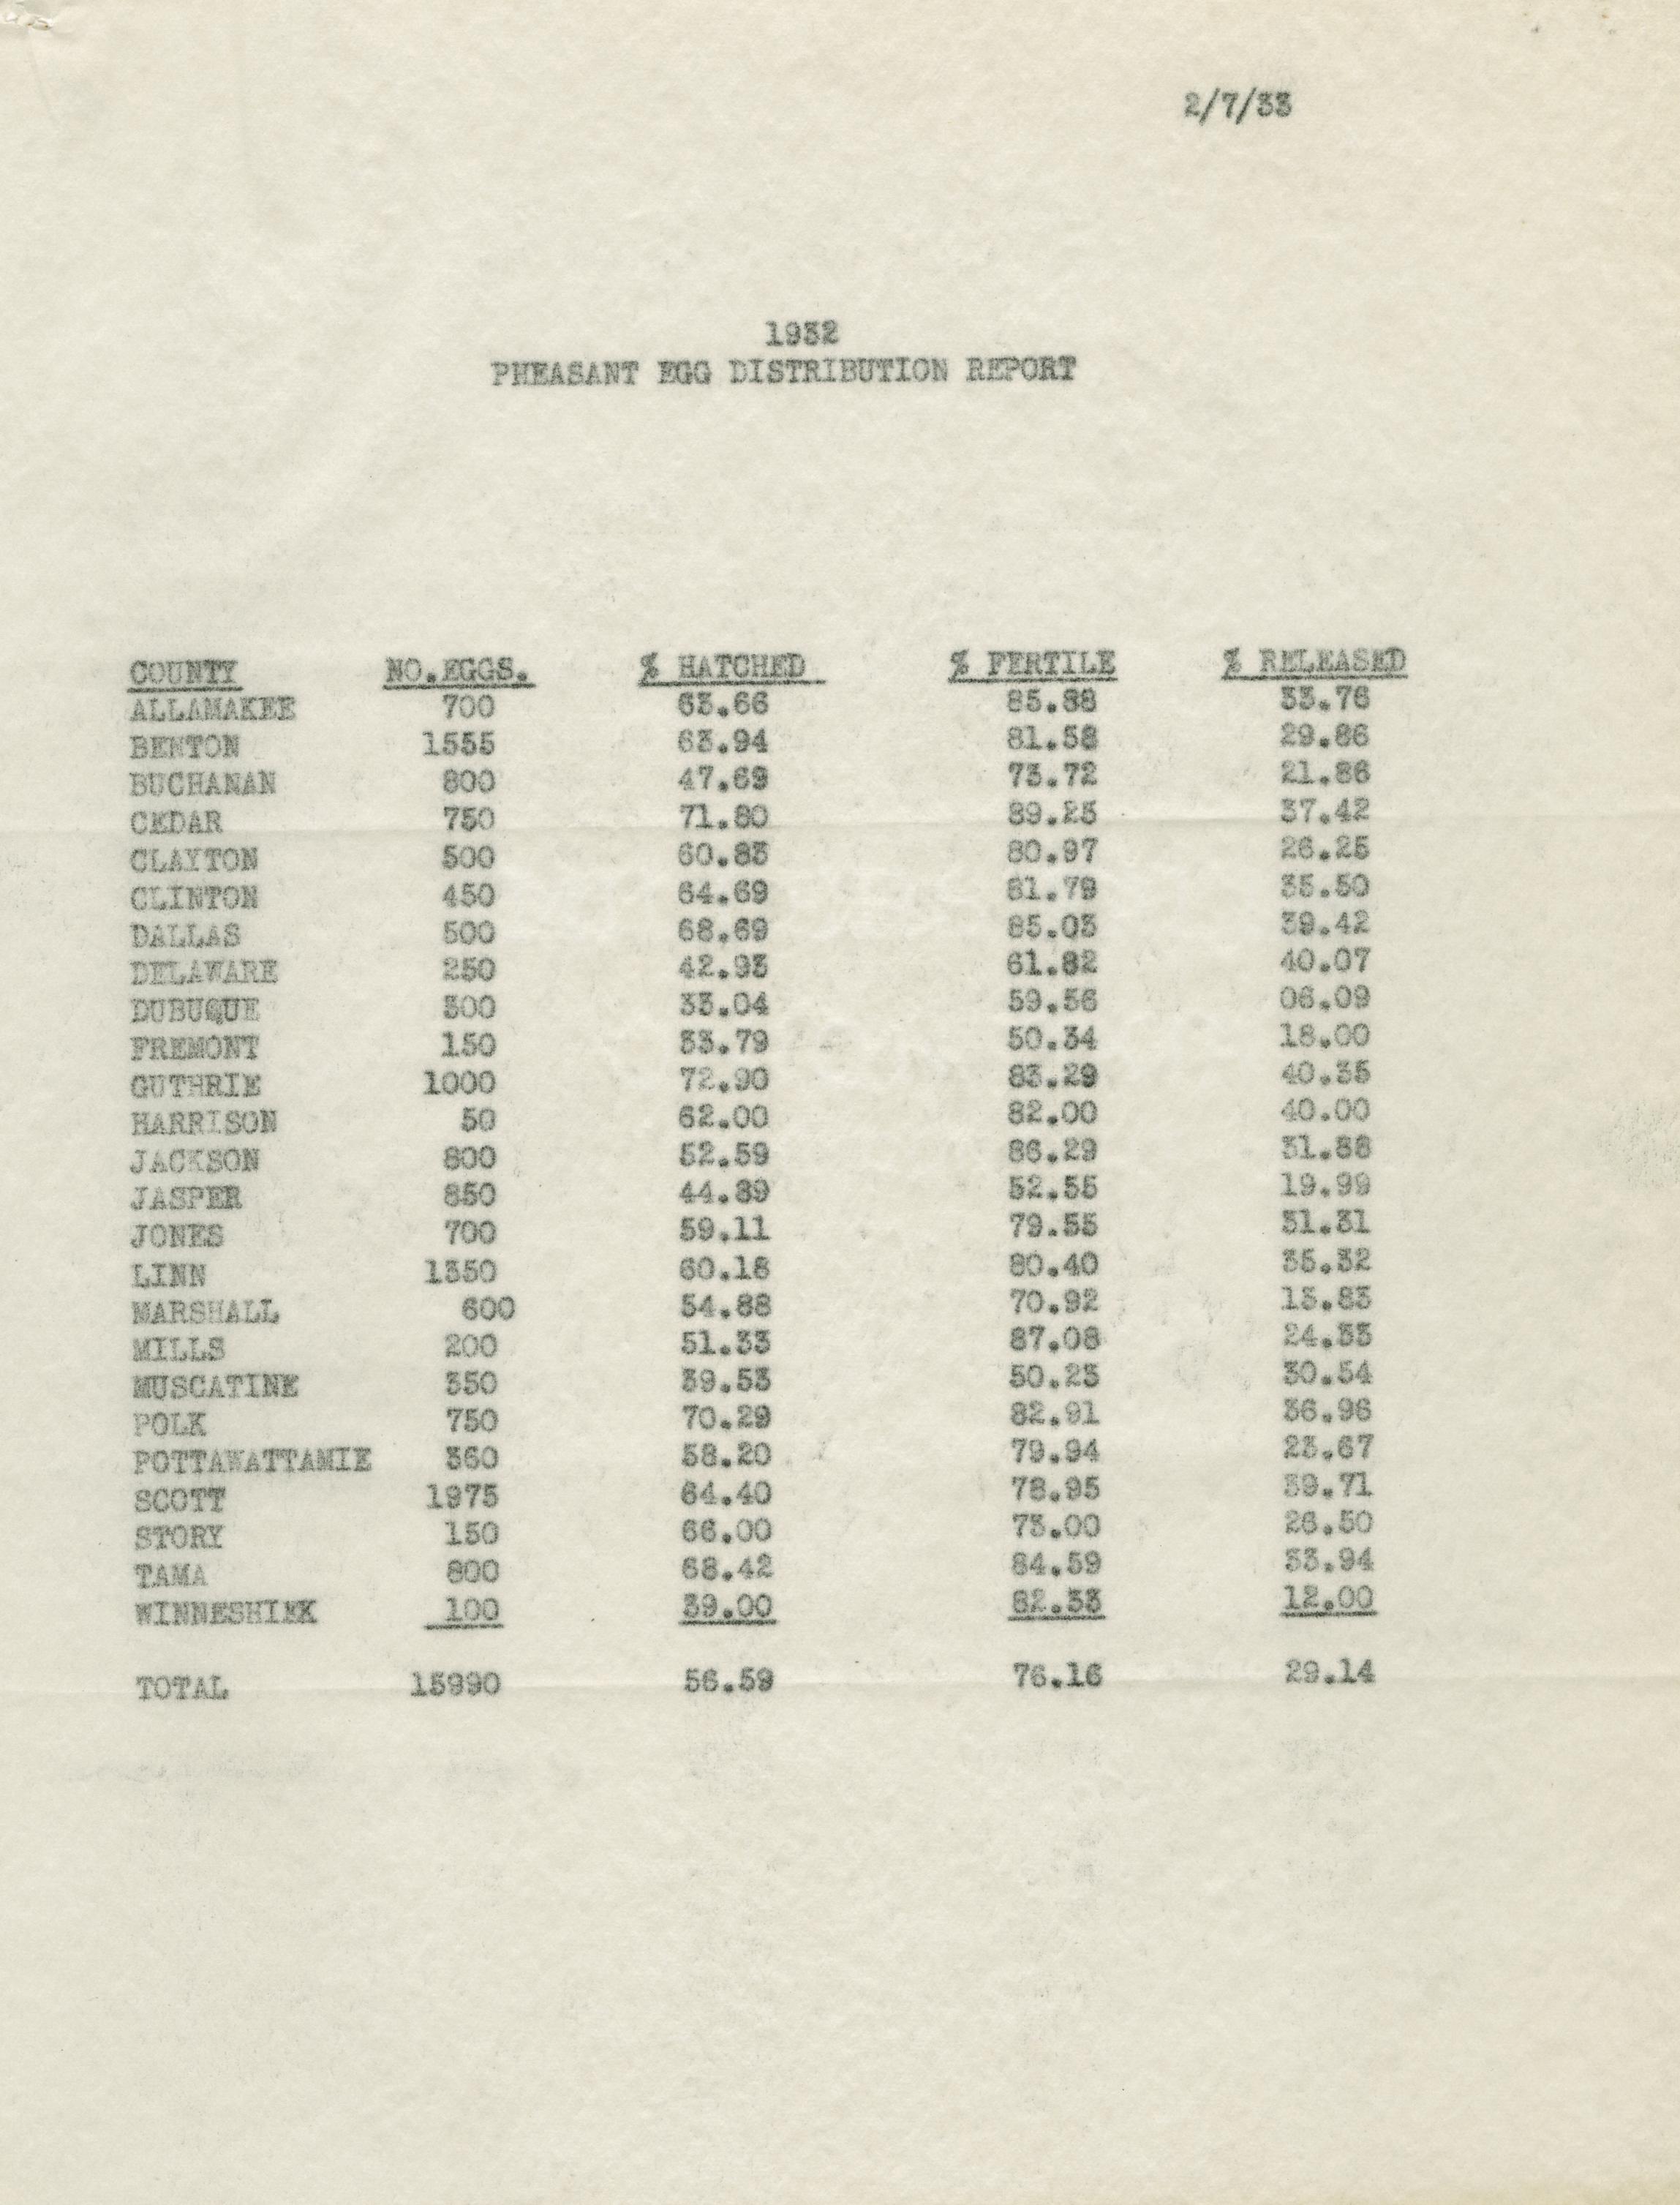 2/7/33
1932
PHEASANT EGG DISTRIBUTION REPORT
COUNTY NO.EGGS. % HATCHED % FERTILE % RELEASED
ALLAMAKEE 700 63.66 85.88 33.76
BENTON 1555 63.94 81.58 29.86
BUCHANAN 800 47.69 73.72 21.86
CEDAR 750 71.80 89.25 37.42
CLAYTON 500 60.83 80.97 26.25
CLINTON 450 64.69 81.79 35.50
DALLAS 500 68.69 85.03 39.42
DELAWARE 250 42.93 61.82 40.07
DUBUQUE 300 33.04 59.56 06.09
FREMONT 150 33.79 50.34 18.00
GUTHRIE 1000 72.90 83.29 40.35
HARRISON 50 62.00 82.00 40.00
JACKSON 800 52.59 86.29 31.88
JASPER 850 44.89 52.55 19.99
JONES 700 59.11 79.55 31.31
LINN 1350 60.18 80.40 35.32
MARSHALL 600 54.88 70.92 13.83
MILLS 200 51.33 87.08 24.33
MUSCATINE 350 39.53 50.23 30.54
POLK 750 70.29 82.91 36.96
POTTAWATTAMIE 360 58.20 79.94 23.67
SCOTT 1975 64.40 78.95 39.71
STORY 150 66.00 73.00 26.50
TAMA 800 68.42 84.59 33.94
WINNESHIEK 100 39.00 82.33 12.00
TOTAL 15990 56.59 76.16 29.14